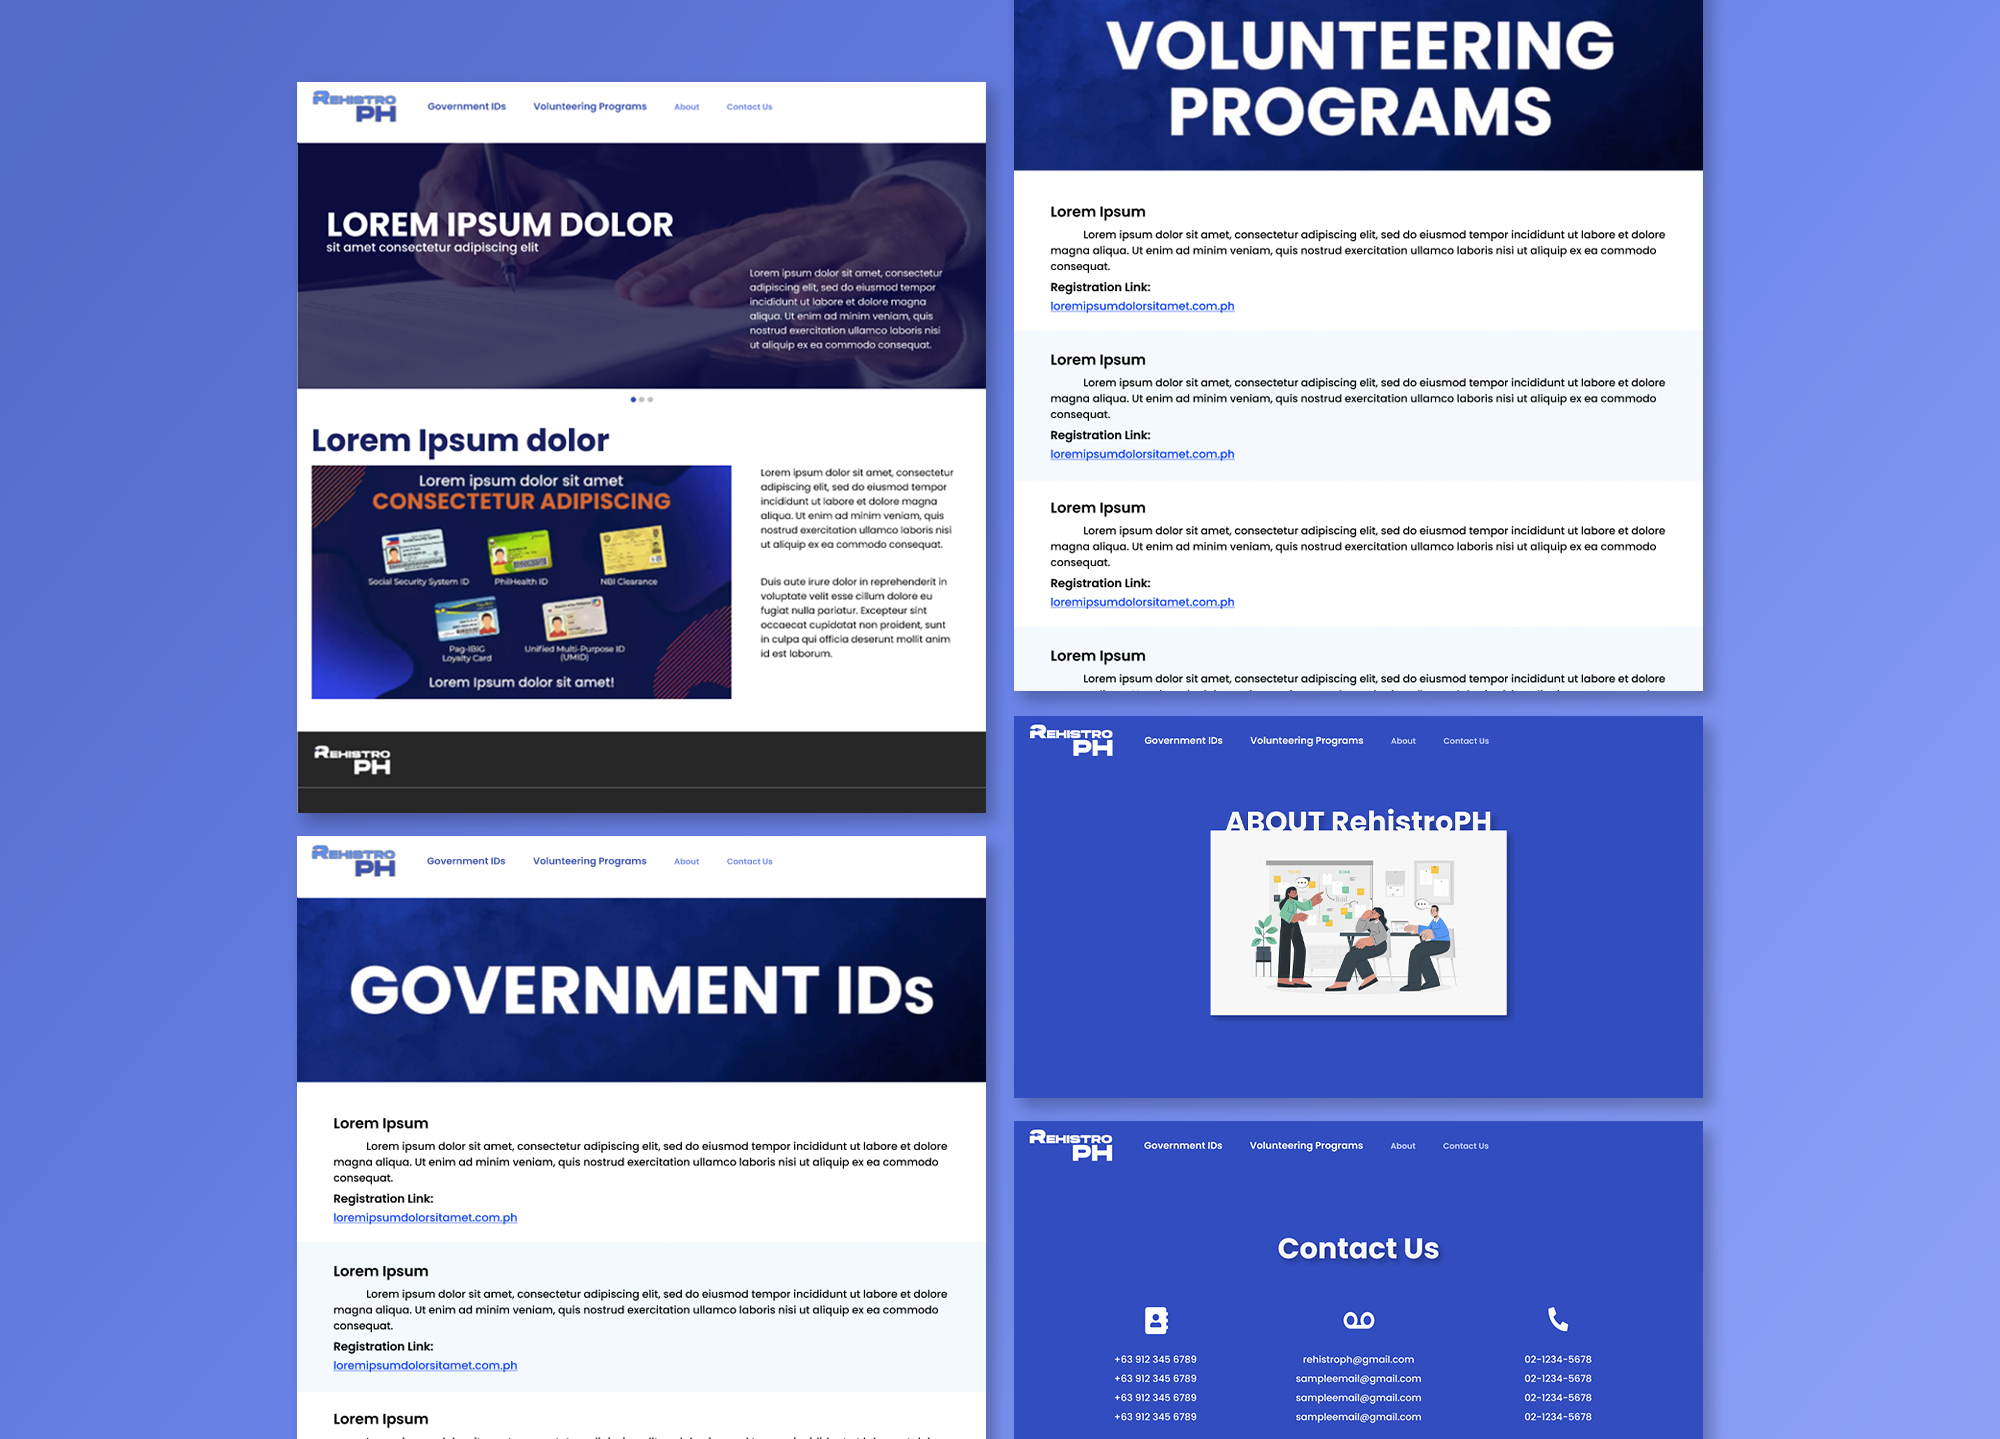 REHISTRO
PH
Government IDs
Volunteering Programs
About
Contact Us
LOREM IPSUM DOLOR
sit amet consectetur adipiscing elit
Lorem ipsum dolor sit amet, consectetur
adipiscing elit, sed do eiusmod tempor
incididunt ut labore et dolore magna
aliqua. Ut enim ad minim veniam, quis
nostrud exercitation ullamco laboris nisi
ut aliquip ex ea commodo consequat.
Lorem Ipsum dolor
Lorem ipsum dolor sit amet
CONSECTETUR ADIPISCING
Social Security System ID
PhilHealth ID
NBI Clearance
Pag-IBIG
Loyalty Card
Unified Multi-Purpose ID
(UMID)
Lorem Ipsum dolor sit amet!
Lorem ipsum dolor sit amet, consectetur
adipiscing elit, sed do eiusmod tempor
incididunt ut labore et dolore magna
aliqua. Ut enim ad minim veniam, quis
nostrud exercitation ullamco laboris nisi
ut aliquip ex ea commodo consequat.
Duis aute irure dolor in reprehenderit in
voluptate velit esse cillum dolore eu
fugiat nulla pariatur. Excepteur sint
occaecat cupidatat non proident, sunt
in culpa qui officia deserunt mollit anim
id est laborum.
REHISTRO
PH
REHISTRO
PH
Government IDs
Volunteering Programs
About
Contact Us
GOVERNMENT IDs
Lorem Ipsum
Lorem ipsum dolor sit amet, consectetur adipiscing elit, sed do eiusmod tempor incididunt ut labore et dolore
magna aliqua. Ut enim ad minim veniam, quis nostrud exercitation ullamco laboris nisi ut aliquip ex ea commodo
consequat.
Registration Link:
loremipsumdolorsitamet.com.ph
Lorem Ipsum
Lorem ipsum dolor sit amet, consectetur adipiscing elit, sed do eiusmod tempor incididunt ut labore et dolore
magna aliqua. Ut enim ad minim veniam, quis nostrud exercitation ullamco laboris nisi ut aliquip ex ea commodo
consequat.
Registration Link:
loremipsumdolorsitamet.com.ph
Lorem Ipsum
VOLUNTEERING
PROGRAMS
Lorem Ipsum
Lorem ipsum dolor sit amet, consectetur adipiscing elit, sed do eiusmod tempor incididunt ut labore et dolore
magna aliqua. Ut enim ad minim veniam, quis nostrud exercitation ullamco laboris nisi ut aliquip ex ea commodo
consequat.
Registration Link:
loremipsumdolorsitamet.com.ph
Lorem Ipsum
Lorem ipsum dolor sit amet, consectetur adipiscing elit, sed do eiusmod tempor incididunt ut labore et dolore
magna aliqua. Ut enim ad minim veniam, quis nostrud exercitation ullamco laboris nisi ut aliquip ex ea commodo
consequat.
Registration Link:
loremipsumdolorsitamet.com.ph
Lorem Ipsum
Lorem ipsum dolor sit amet, consectetur adipiscing elit, sed do eiusmod tempor incididunt ut labore et dolore
magna aliqua. Ut enim ad minim veniam, quis nostrud exercitation ullamco laboris nisi ut aliquip ex ea commodo
consequat.
Registration Link:
loremipsumdolorsitamet.com.ph
Lorem Ipsum
Lorem ipsum dolor sit amet, consectetur adipiscing elit, sed do eiusmod tempor incididunt ut labore et dolore
REHISTRO
PH
Government IDs
Volunteering Programs
About
Contact Us
ABOUT RehistroPH
REHISTRO
PH
Government IDs
Volunteering Programs
About
Contact Us
Contact Us
+63 912 345 6789
rehistroph@gmail.com
02-1234-5678
+63 912 345 6789
sampleemail@gmail.com
02-1234-5678
+63 912 345 6789
sampleemail@gmail.com
02-1234-5678
+63 912 345 6789
sampleemail@gmail.com
02-1234-5678